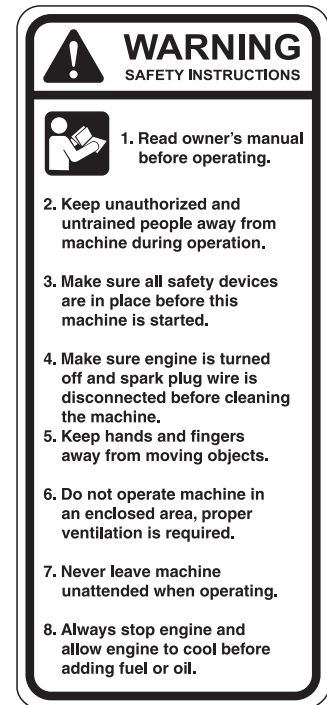 WARNING
SAFETY INSTRUCTIONS
1. Read owner's manual
before operating.
2. Keep unauthorized and
untrained people away from
machine during operation.
3. Make sure all safety devices
are in place before this
machine is started.
4. Make sure engine is turned
off and spark plug wire is
disconnected before cleaning
the machine.
5. Keep hands and fingers
away from moving objects.
6. Do not operate machine in
an enclosed area, proper
ventilation is required.
7. Never leave machine
unattended when operating.
8. Always stop engine and
allow engine to cool before
adding fuel or oil.